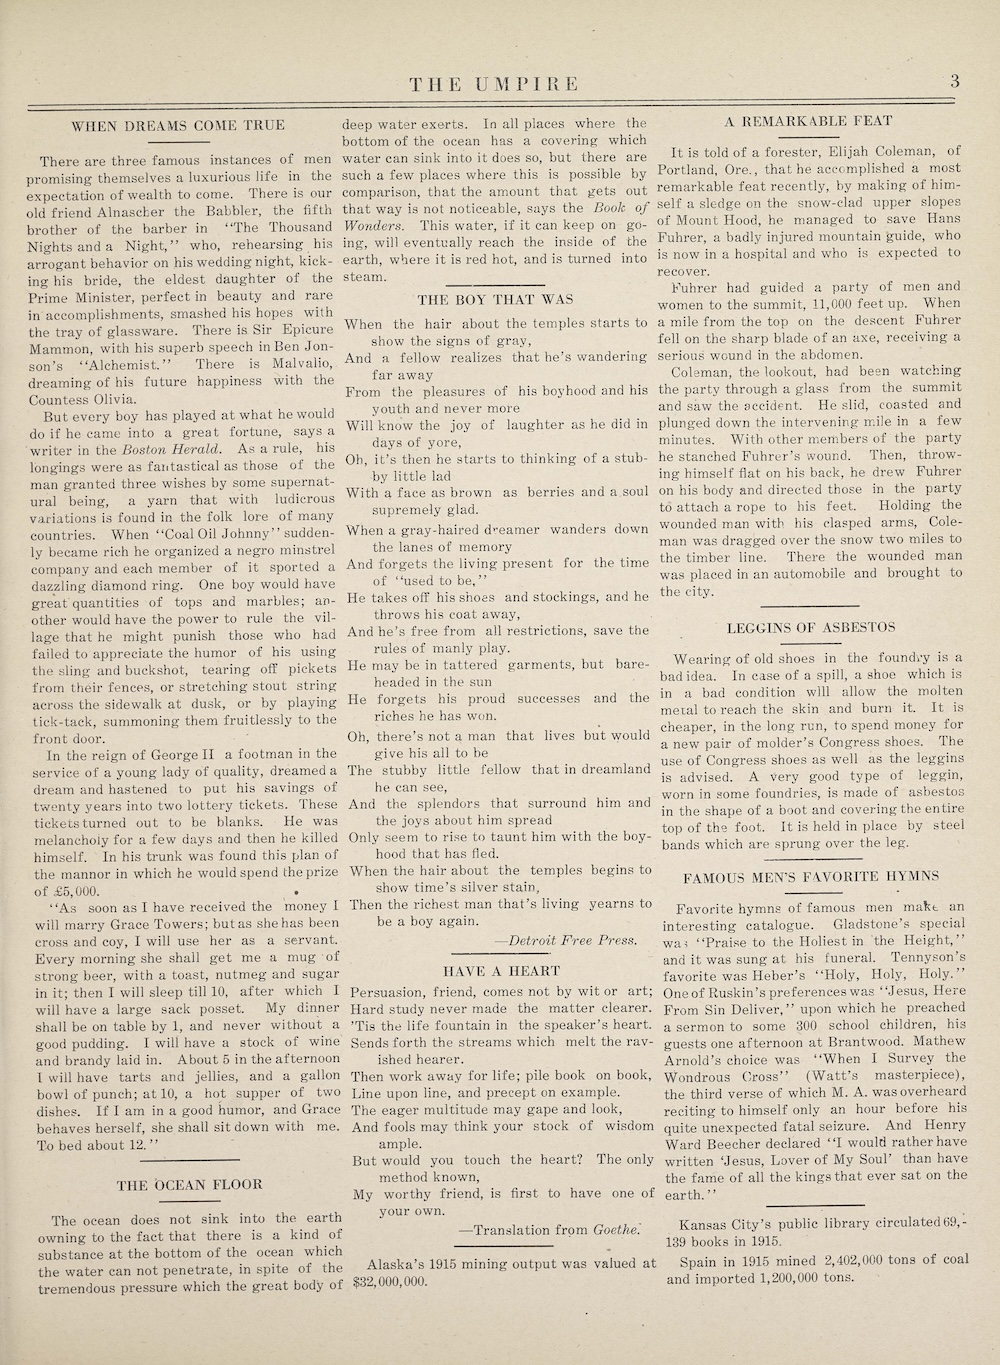 THE UMPIRE
3
WHEN DREAMS COME TRUE
There are three famous instances of men
promising themselves a luxurious life in the
expectation of wealth to come. There is our
old friend Alnascher the Babbler, the fifth
brother of the barber in "The Thousand
Nights and a Night," who, rehearsing his
arrogant behavior on his wedding night, kick-
ing his bride, the eldest daughter of the
Prime Minister, perfect in beauty and rare
in accomplishments, smashed his hopes with
the tray of glassware. There is Sir Epicure
Mammon, with his superb speech in Ben Jon-
son's "Alchemist." There is Malvalio,
dreaming of his future happiness with the
Countess Olivia.
But every boy has played at what he would
do if he came into a great fortune, says a
writer in the Boston Herald. As a rule, his
longings were as fantastical as those of the
man granted three wishes by some supernat-
ural being, a yarn that with ludicrous
variations is found in the folk lore of many
countries. When "Coal Oil Johnny" sudden-
ly became rich he organized a negro minstrel
company and each member of it sported a
dazzling diamond ring. One boy would have
great quantities of tops and marbles; an-
other would have the power to rule the vil-
lage that he might punish those who had
failed to appreciate the humor of his using
the sling and buckshot, tearing off pickets
from their fences, or stretching stout string
across the sidewalk at dusk, or by playing
tick-tack, summoning them fruitlessly to the
front door.
In the reign of George II a footman in the
service of a young lady of quality, dreamed a
dream and hastened to put his savings of
twenty years into two lottery tickets. These
tickets turned out to be blanks. He was
melancholy for a few days and then he killed
himself. In his trunk was found this plan of
the mannor in which he would spend the prize
of £5,000.
"As soon as I have received the money I
will marry Grace Towers; but as she has been
cross and coy, I will use her as a servant.
Every morning she shall get me a mug of
strong beer, with a toast, nutmeg and sugar
in it; then I will sleep till 10, after which I
will have a large sack posset. My dinner
shall be on table by 1, and never without a
good pudding. I will have a stock of wine
and brandy laid in. About 5 in the afternoon
I will have tarts and jellies, and a gallon
bowl of punch; at 10, a hot supper of two
dishes. If I am in a good humor, and Grace
behaves herself, she shall sit down with me.
To bed about 12."
THE OCEAN FLOOR
The ocean does not sink into the earth
owning to the fact that there is a kind of
substance at the bottom of the ocean which
the water can not penetrate, in spite of the
tremendous pressure which the great body of
deep water exerts. In all places where the
bottom of the ocean has a covering which
water can sink into it does so, but there are
such a few places where this is possible by
comparison, that the amount that gets out
that way is not noticeable, says the Book of
Wonders. This water, if it can keep on go-
ing, will eventually reach the inside of the
earth, where it is red hot, and is turned into
steam.
THE BOY THAT WAS
When the hair about the temples starts to
show the signs of gray,
And a fellow realizes that he's wandering
far away
From the pleasures of his boyhood and his
youth and never more
Will know the joy of laughter as he did in
days of yore,
Oh, it's then he starts to thinking of a stub-
by little lad
With a face as brown as berries and a soul
supremely glad.
When a gray-haired dreamer wanders down
the lanes of memory
And forgets the living present for the time
of "used to be,"
He takes off his shoes and stockings, and he
throws his coat away,
And he's free from all restrictions, save the
rules of manly play.
He may be in tattered garments, but bare-
headed in the sun
He forgets his proud successes and the
riches he has won.
Oh, there's not a man that lives but would
give his all to be
The stubby little fellow that in dreamland
he can see,
And the splendors that surround him and
the joys about him spread
Only seem to rise to taunt him with the boy-
hood that has fled.
When the hair about the temples begins to
show time's silver stain,
Then the richest man that's living yearns to
be a boy again.
—Detroit Free Press.
HAVE A HEART
Persuasion, friend, comes not by wit or art;
Hard study never made the matter clearer.
'Tis the life fountain in the speaker's heart.
Sends forth the streams which melt the rav-
ished hearer.
Then work away for life; pile book on book,
Line upon line, and precept on example.
The eager multitude may gape and look,
And fools may think your stock of wisdom
ample.
But would you touch the heart? The only
method known,
My worthy friend, is first to have one of
your own.
—Translation from Goethe.
Alaska's 1915 mining output was valued at
$32,000,000.
A REMARKABLE FEAT
It is told of a forester, Elijah Coleman, of
Portland, Ore., that he accomplished a most
remarkable feat recently, by making of him-
self a sledge on the snow-clad upper slopes
of Mount Hood, he managed to save Hans
Fuhrer, a badly injured mountain guide, who
is now in a hospital and who is expected to
recover.
Fuhrer had guided a party of men and
women to the summit, 11,000 feet up. When
a mile from the top on the descent Fuhrer
fell on the sharp blade of an axe, receiving a
serious wound in the abdomen.
Coleman, the lookout, had been watching
the party through a glass from the summit
and saw the accident. He slid, coasted and
plunged down the intervening mile in a few
minutes. With other members of the party
he stanched Fuhrer's wound. Then, throw-
ing himself flat on his back, he drew Fuhrer
on his body and directed those in the party
to attach a rope to his feet. Holding the
wounded man with his clasped arms, Cole-
man was dragged over the snow two miles to
the timber line. There the wounded man
was placed in an automobile and brought to
the city.
LEGGINS OF ASBESTOS
Wearing of old shoes in the foundry is a
bad idea. In case of a spill, a shoe which is
in a bad condition will allow the molten
metal to reach the skin and burn it. It is
cheaper, in the long run, to spend money for
a new pair of molder's Congress shoes. The
use of Congress shoes as well as the leggins
is advised. A very good type of leggin,
worn in some foundries, is made of asbestos
in the shape of a boot and covering the entire
top of the foot. It is held in place by steel
bands which are sprung over the leg.
FAMOUS MEN'S FAVORITE HYMNS
Favorite hymns of famous men make an
interesting catalogue. Gladstone's special
was "Praise to the Holiest in the Height,"
and it was sung at his funeral. Tennyson's
favorite was Heber's "Holy, Holy, Holy."
One of Ruskin's preferences was "Jesus, Here
From Sin Deliver," upon which he preached
a sermon to some 300 school children, his
guests one afternoon at Brantwood. Mathew
Arnold's choice was "When I Survey the
Wondrous Cross" (Watt's masterpiece),
the third verse of which M. A. was overheard
reciting to himself only an hour before his
quite unexpected fatal seizure. And Henry
Ward Beecher declared "I would rather have
written 'Jesus, Lover of My Soul' than have
the fame of all the kings that ever sat on the
earth."
Kansas City's public library circulated 69,-
139 books in 1915.
Spain in 1915 mined 2,402,000 tons of coal
and imported 1,200,000 tons.